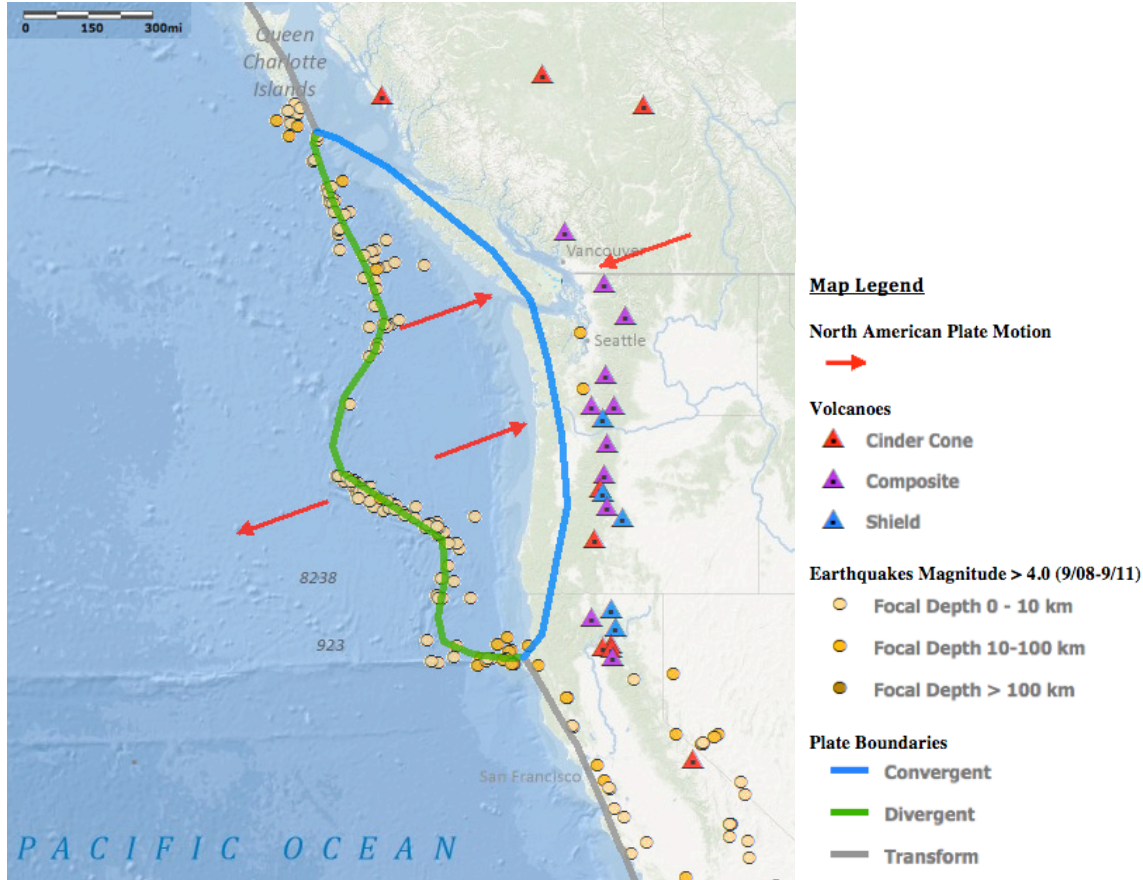 0 150 300mi
Queen
Charlotte
Islands
Vancouver
Seattle
8238
923
San Francisco
PACIFIC OCEAN
Map Legend
North American Plate Motion
Volcanoes
Cinder Cone
Composite
Shield
Earthquakes Magnitude > 4.0 (9/08-9/11)
Focal Depth 0 - 10 km
Focal Depth 10-100 km
Focal Depth > 100 km
Plate Boundaries
Convergent
Divergent
Transform